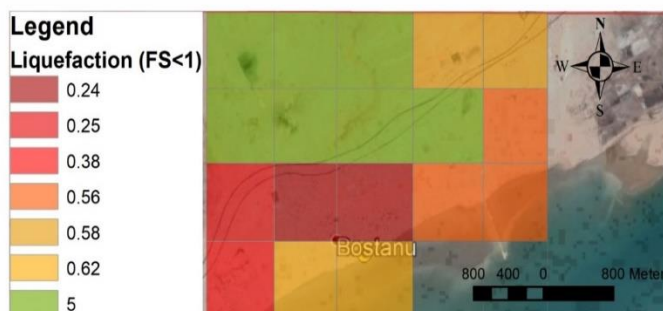 Legend
Liquefaction (FS<1)
0.24
0.25
0.38
0.56
0.58
0.62
5
N
W E
S
Bostanu
800 400 0 800 Meter